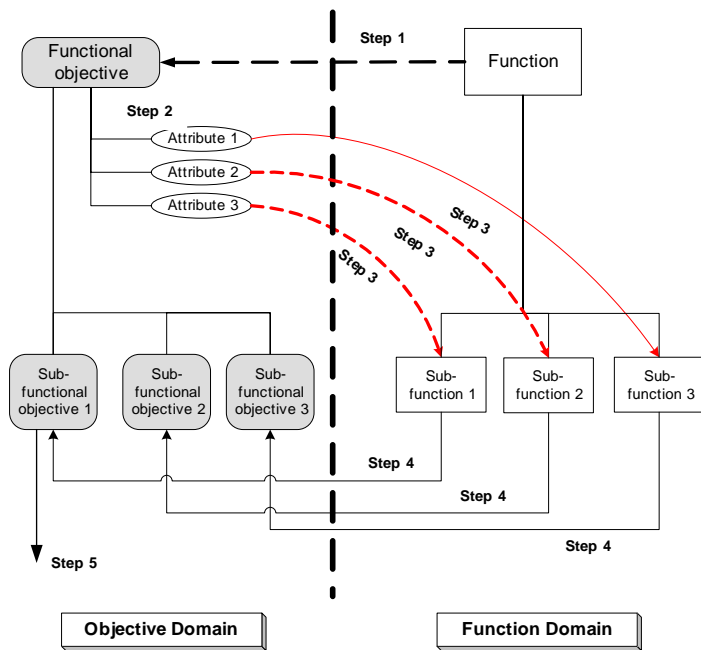 Functional
objective
Step 1
Function
Step 2
Attribute 1
Attribute 2
Attribute 3
Step 3
Step 3
Step 3
Sub-
functional
objective 1
Sub-
functional
objective 2
Sub-
functional
objective 3
Sub-
function 1
Sub-
function 2
Sub-
function 3
Step 4
Step 4
Step 4
Step 5
Objective Domain
Function Domain